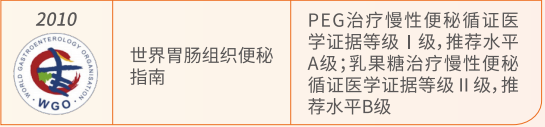 2010
WORLD GASTROENTEROLOGY ORGANISATION
WGO
世界胃肠组织便秘
指南
PEG治疗慢性便秘循证医
学证据等级Ⅰ级，推荐水平
A级；乳果糖治疗慢性便秘
循证医学证据等级Ⅱ级，推
荐水平B级